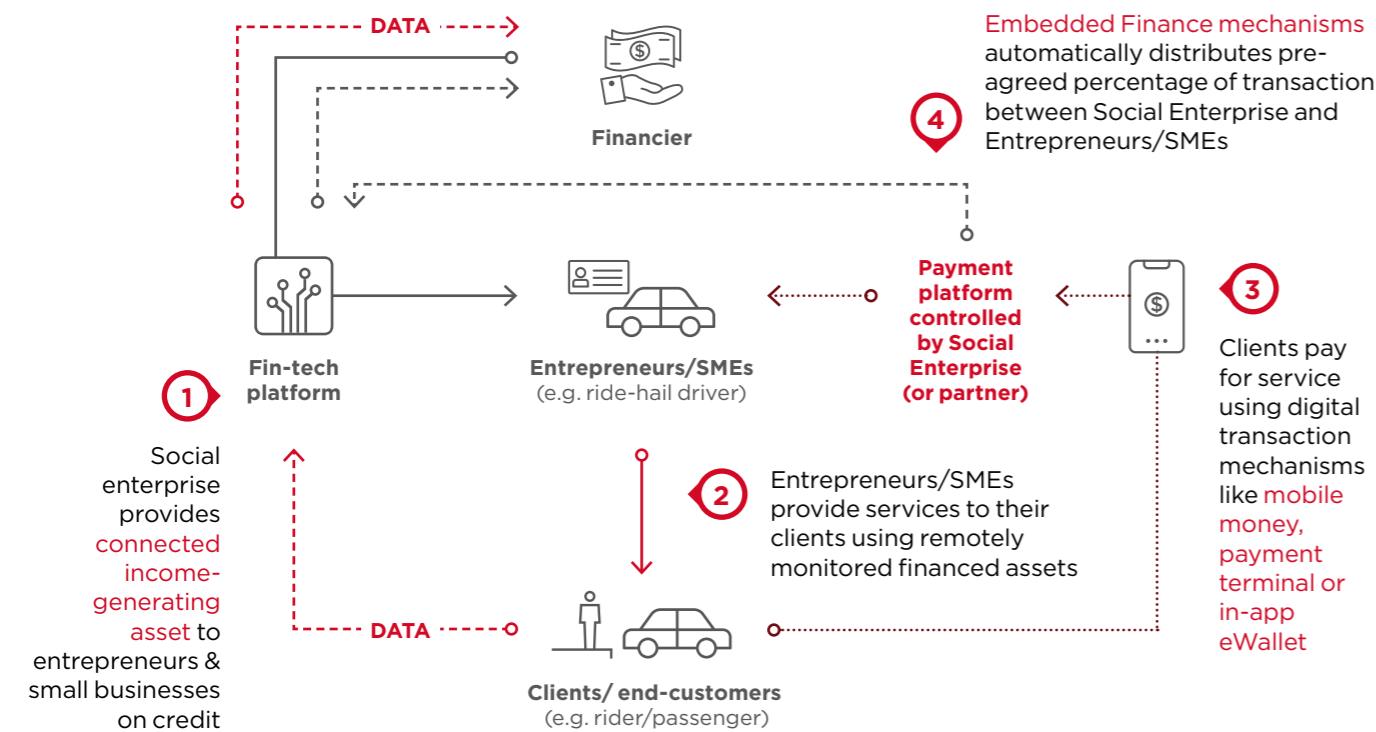 DATA
Financier
Embedded Finance mechanisms
automatically distributes pre-
agreed percentage of transaction
between Social Enterprise and
Entrepreneurs/SMEs
4
$
Fin-tech
platform
Entrepreneurs/SMEs
(e.g. ride-hail driver)
Payment
platform
controlled
by Social
Enterprise
(or partner)
$
3
Clients pay
for service
using digital
transaction
mechanisms
like mobile
money,
payment
terminal or
in-app
eWallet
1
Social
enterprise
provides
connected
income-
generating
asset to
entrepreneurs &
small businesses
on credit
2
Entrepreneurs/SMEs
provide services to their
clients using remotely
monitored financed assets
DATA
Clients/ end-customers
(e.g. rider/passenger)